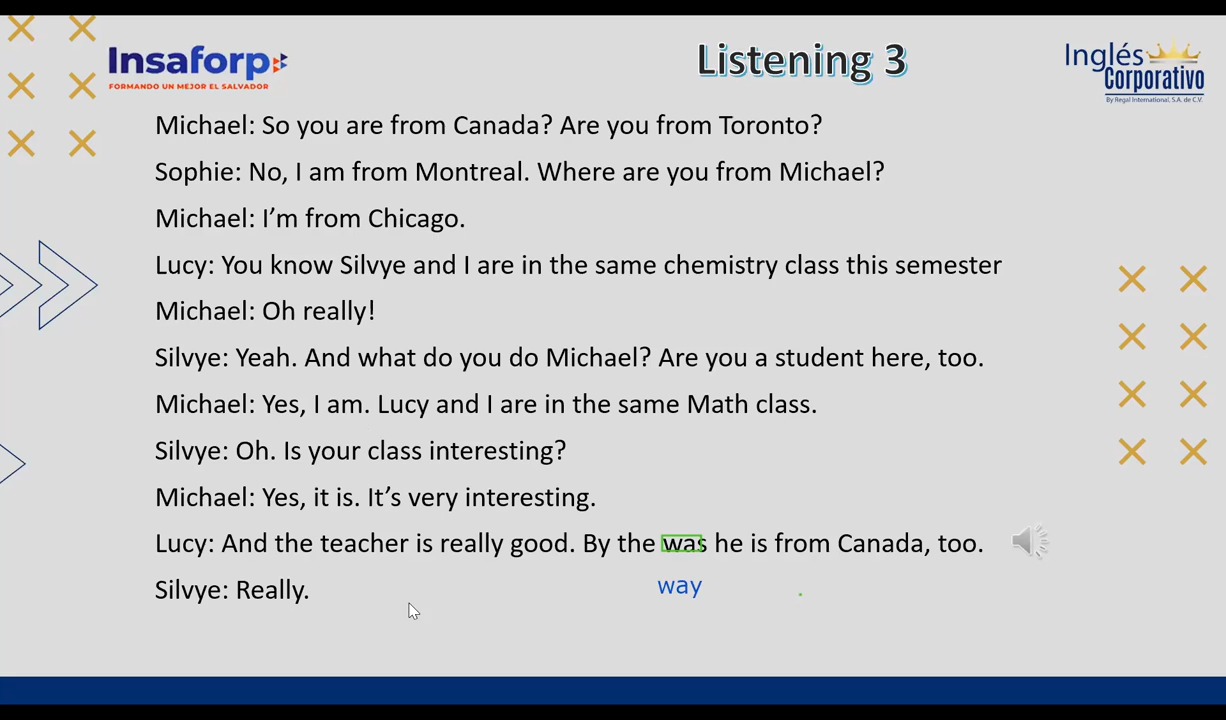 Insaforp
FORMANDO UN MEJOR EL SALVADOR
Listening 3
Inglés
Corporativo
By Regal International, S.A. de C.V.
Michael: So you are from Canada? Are you from Toronto?
Sophie: No, I am from Montreal. Where are you from Michael?
Michael: I’m from Chicago.
Lucy: You know Silvye and I are in the same chemistry class this semester
Michael: Oh really!
Silvye: Yeah. And what do you do Michael? Are you a student here, too.
Michael: Yes, I am. Lucy and I are in the same Math class.
Silvye: Oh. Is your class interesting?
Michael: Yes, it is. It’s very interesting.
Lucy: And the teacher is really good. By the was he is from Canada, too.
way
Silvye: Really.